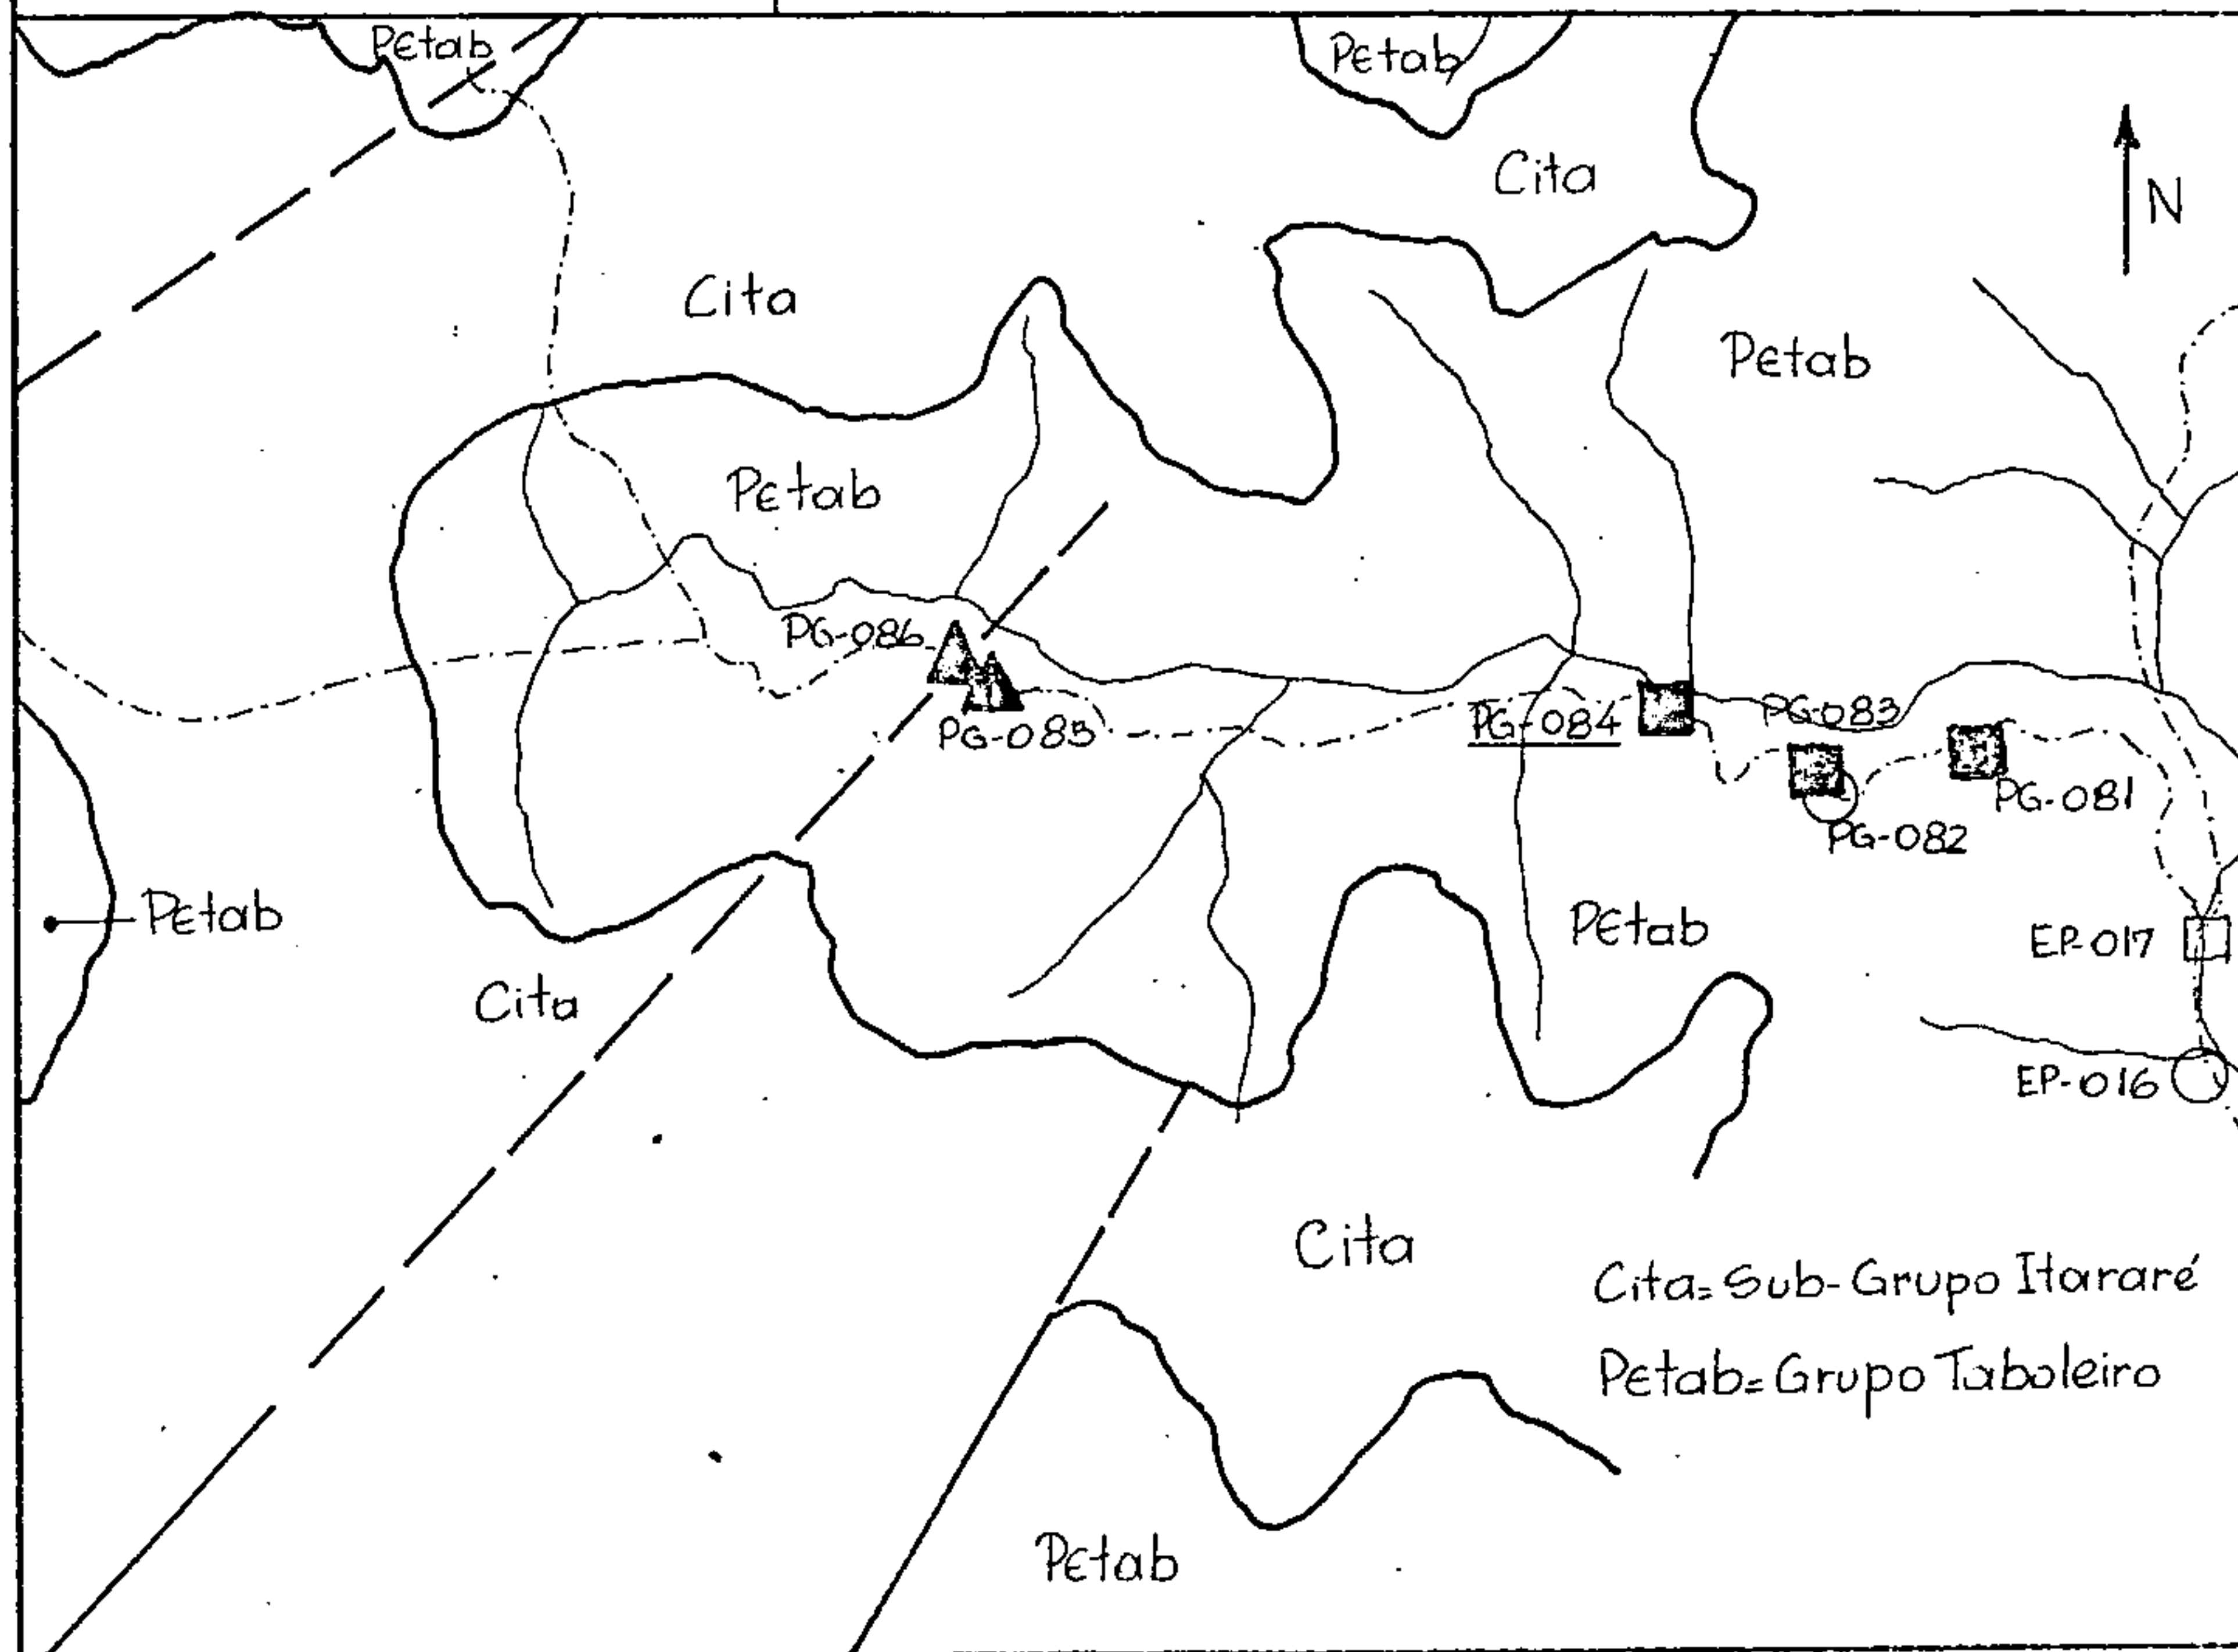 Petab
Petab
Cita
N
Cita
Petab
Petab
PG-086
PG-085
PG-084
PG-083
PG-081
PG-082
Petab
Petab
EP-017
Cita
EP-016
Cita
Cita=Sub-Grupo Itararé
Petab=Grupo Taboleiro
Petab